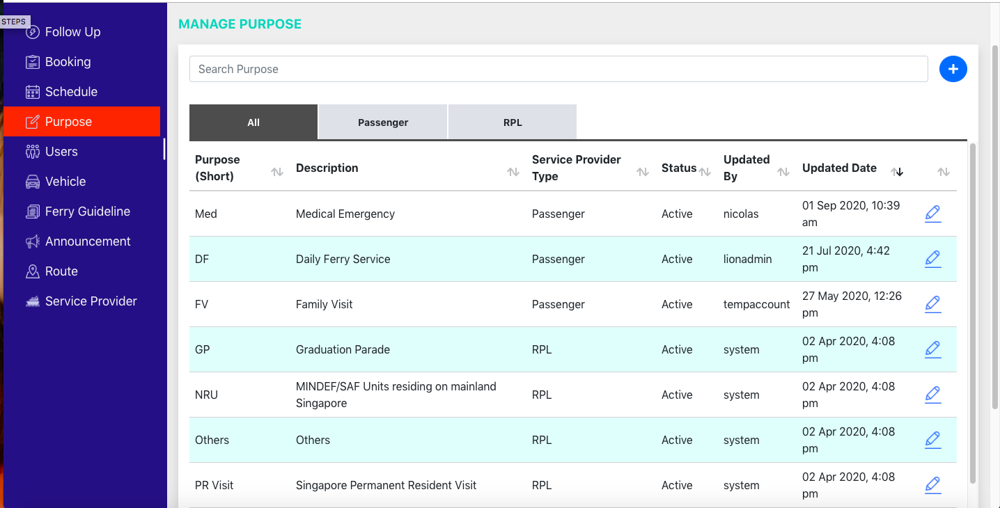 STEPS
Follow Up
Booking
Schedule
Purpose
Users
Vehicle
Ferry Guideline
Announcement
Route
Service Provider
MANAGE PURPOSE
Search Purpose
All Passenger RPL
Purpose (Short) Description Service Provider Type Status Updated By Updated Date
Med Medical Emergency Passenger Active nicolas 01 Sep 2020, 10:39 am
DF Daily Ferry Service Passenger Active lionadmin 21 Jul 2020, 4:42 pm
FV Family Visit Passenger Active tempaccount 27 May 2020, 12:26 pm
GP Graduation Parade RPL Active system 02 Apr 2020, 4:08 pm
NRU MINDEF/SAF Units residing on mainland Singapore RPL Active system 02 Apr 2020, 4:08 pm
Others Others RPL Active system 02 Apr 2020, 4:08 pm
PR Visit Singapore Permanent Resident Visit RPL Active system 02 Apr 2020, 4:08 pm